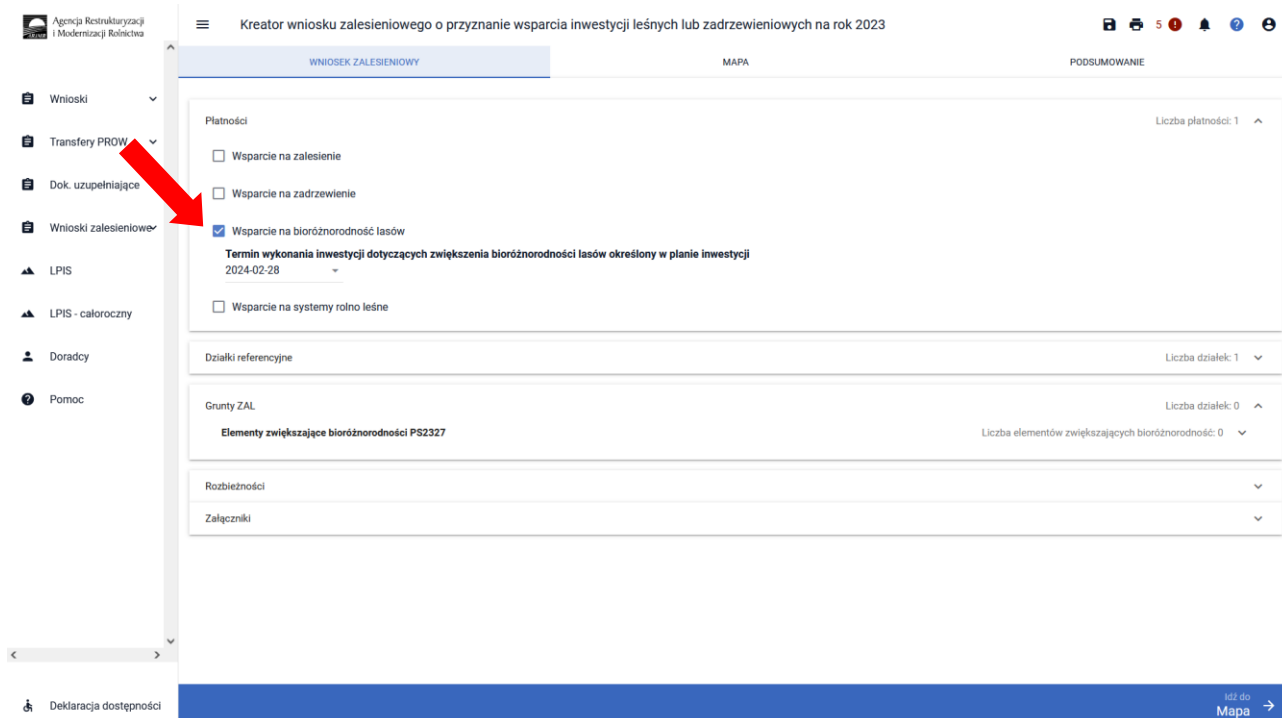 Agencja Restrukturyzacji
i Modernizacji Rolnictwa
Kreator wniosku zalesieniowego o przyznanie wsparcia inwestycji leśnych lub zadrzewieniowych na rok 2023
5
WNIOSEK ZALESIENIOWY
MAPA
PODSUMOWANIE
Wnioski
Transfery PROW
Dok. uzupełniające
Wnioski zalesieniowe
LPIS
LPIS - całoroczny
Doradcy
Pomoc
Deklaracja dostępności
Płatności
Liczba płatności: 1
Wsparcie na zalesienie
Wsparcie na zadrzewienie
Wsparcie na bioróżnorodność lasów
Termin wykonania inwestycji dotyczących zwiększenia bioróżnorodności lasów określony w planie inwestycji
2024-02-28
Wsparcie na systemy rolno leśne
Działki referencyjne
Liczba działek: 1
Grunty ZAL
Liczba działek: 0
Elementy zwiększające bioróżnorodności PS2327
Liczba elementów zwiększających bioróżnorodność: 0
Rozbieżności
Załączniki
Idź do
Mapa